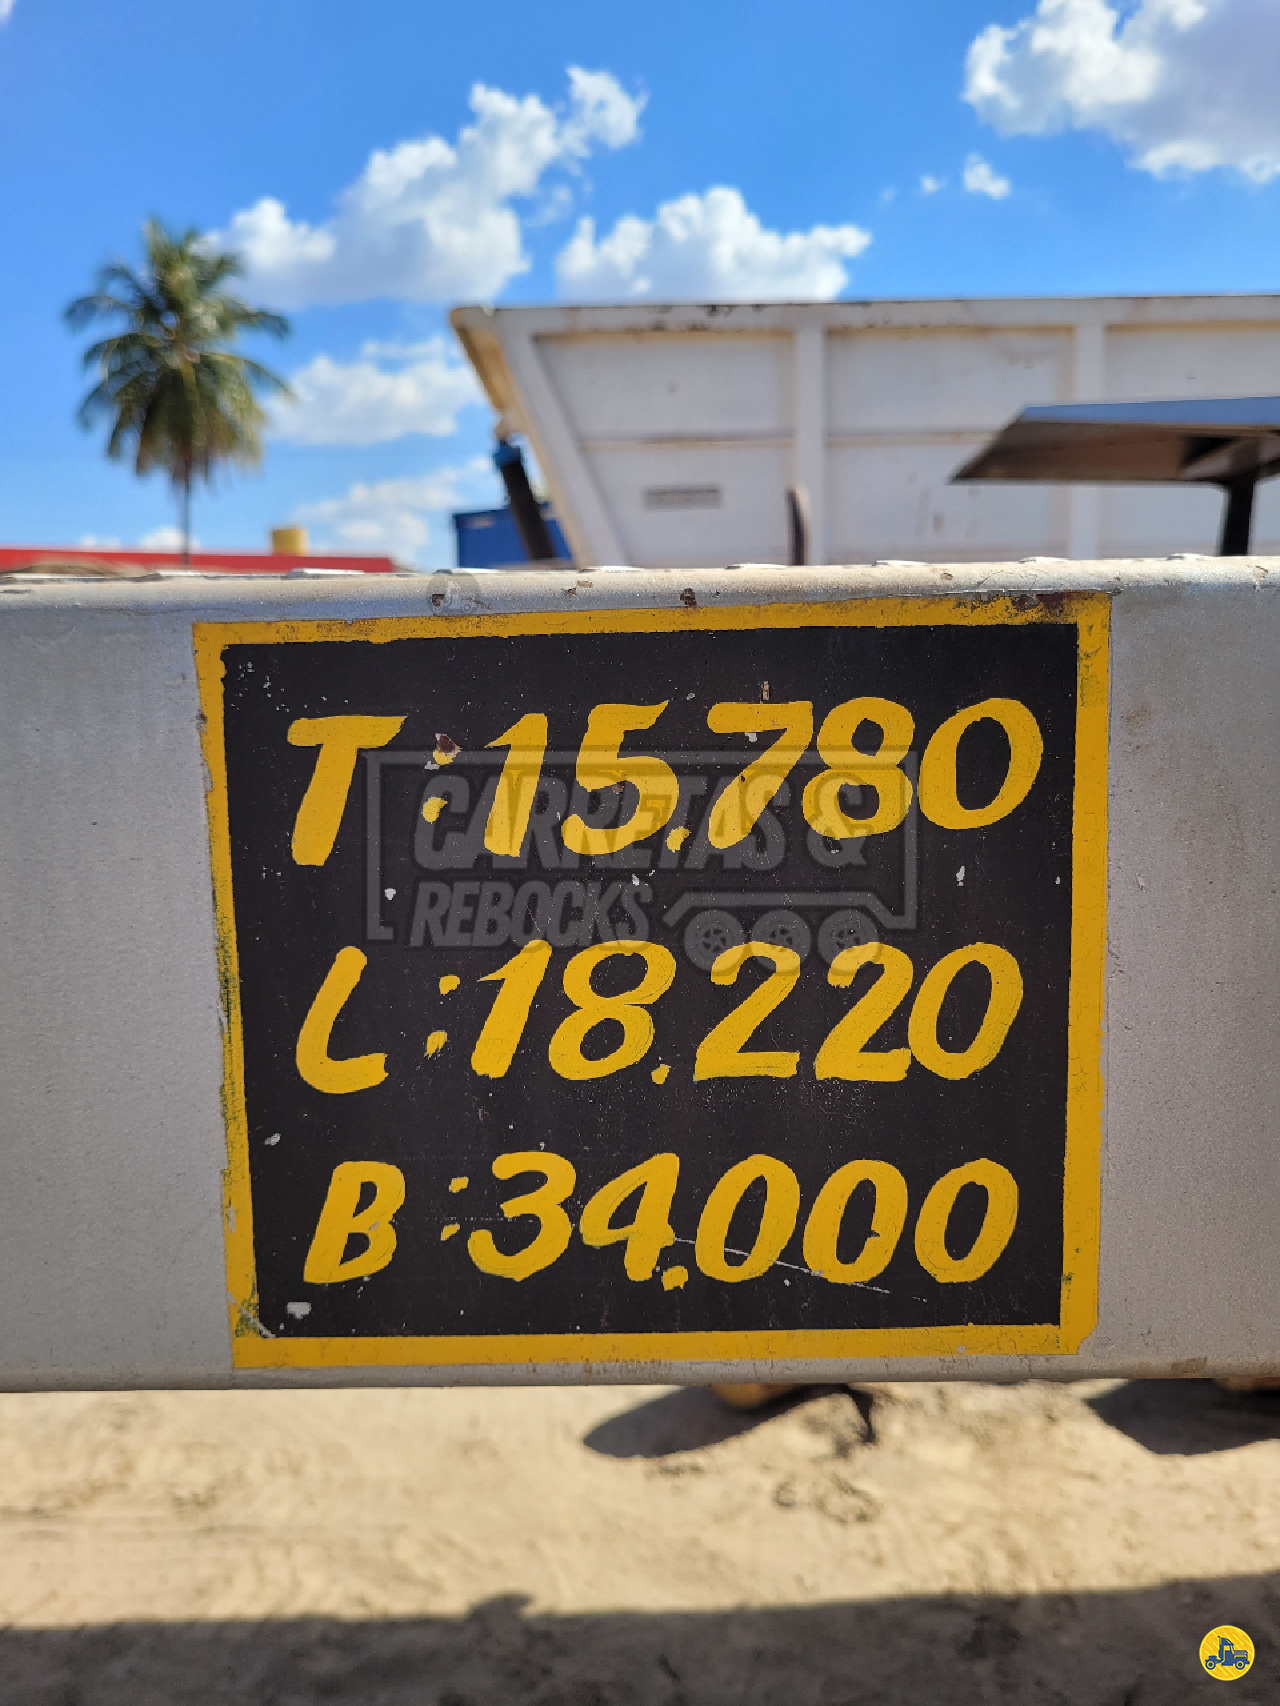 T:15.780
CARRETAS &
REBOCKS
L:18.220
B:34.000